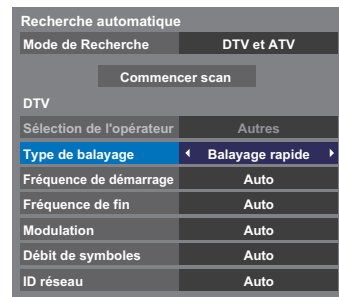 Recherche automatique
Mode de Recherche DTV et ATV
Commencer scan
DTV
Sélection de l'opérateur Autres
Type de balayage Balayage rapide
Fréquence de démarrage Auto
Fréquence de fin Auto
Modulation Auto
Débit de symboles Auto
ID réseau Auto